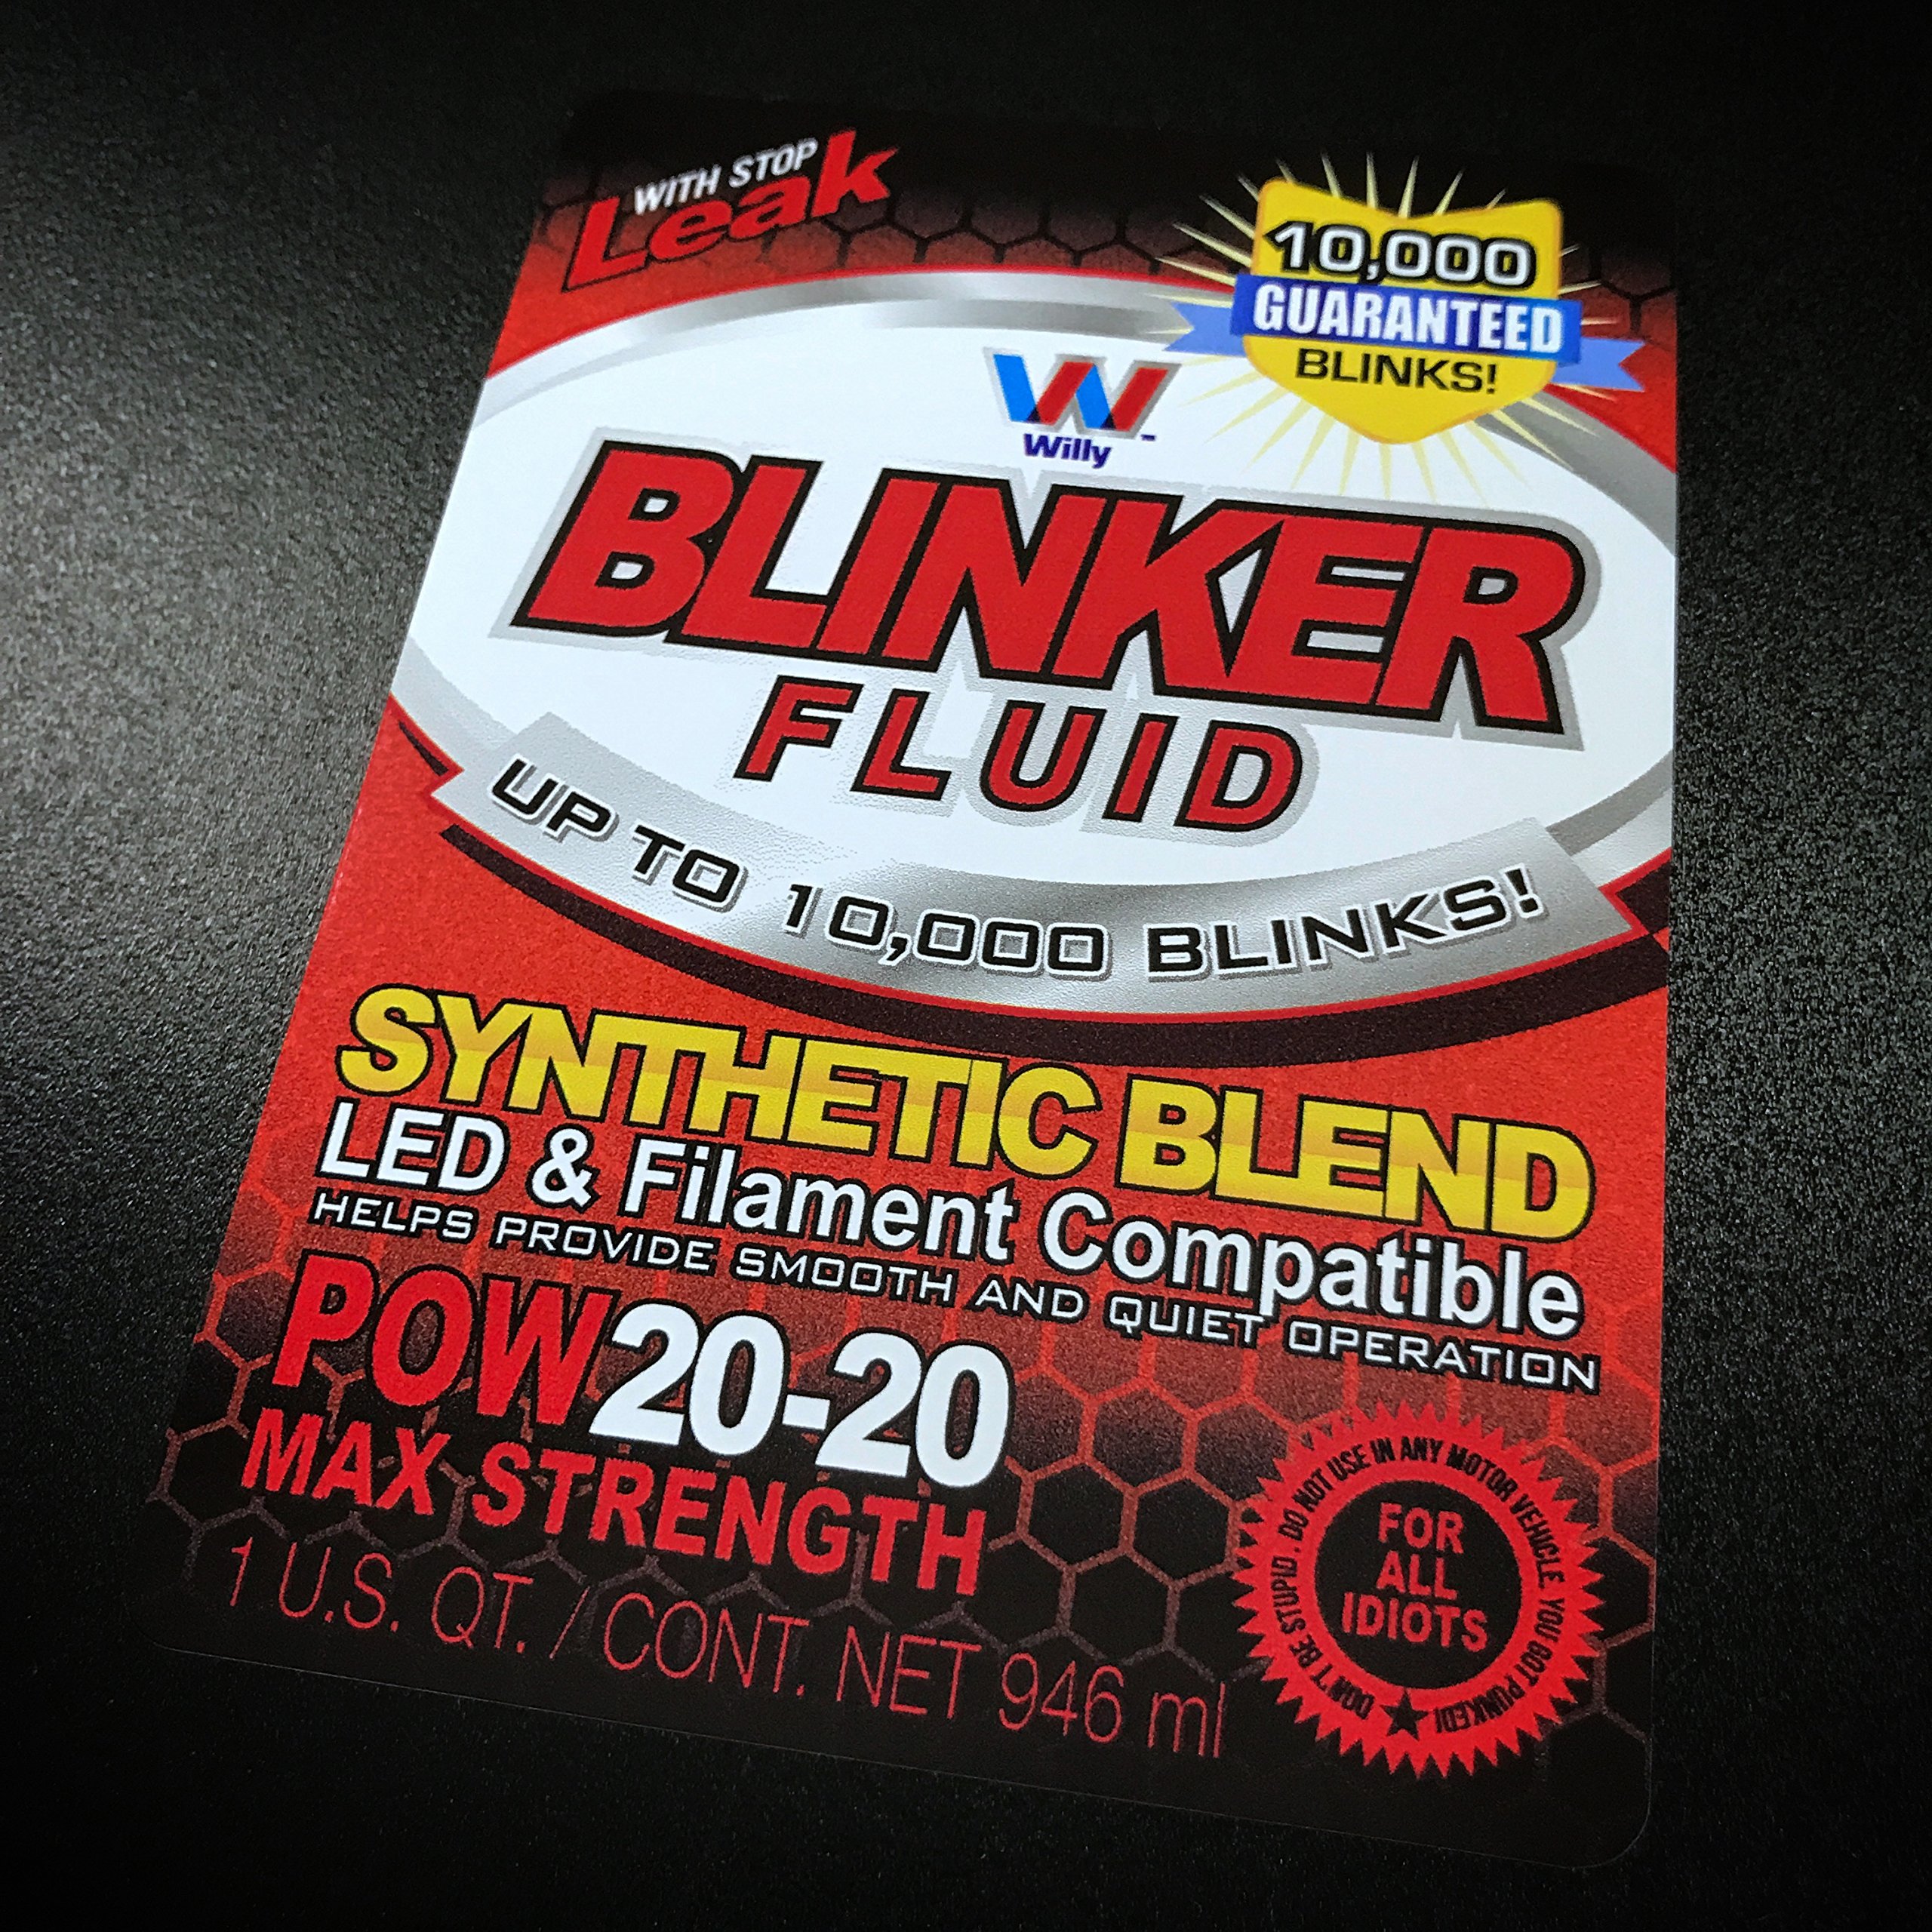 WITH STOP
Leak
10,000
GUARANTEED
BLINKS!
W
Willy™
BLINKER
FLUID
UP TO 10,000 BLINKS!
SYNTHETIC BLEND
LED & Filament Compatible
HELPS PROVIDE SMOOTH AND QUIET OPERATION
POW20-20
MAX STRENGTH
1 U.S. QT. / CONT. NET 946 ml
DON'T BE STUPID. DO NOT USE IN ANY MOTOR VEHICLE. YOU GOT PUNKED!
FOR
ALL
IDIOTS